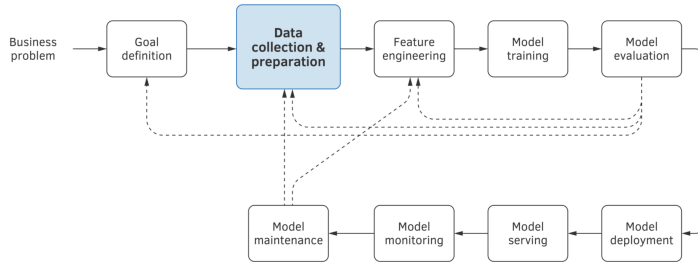 Business
problem
Goal
definition
Data
collection &
preparation
Feature
engineering
Model
training
Model
evaluation
Model
maintenance
Model
monitoring
Model
serving
Model
deployment